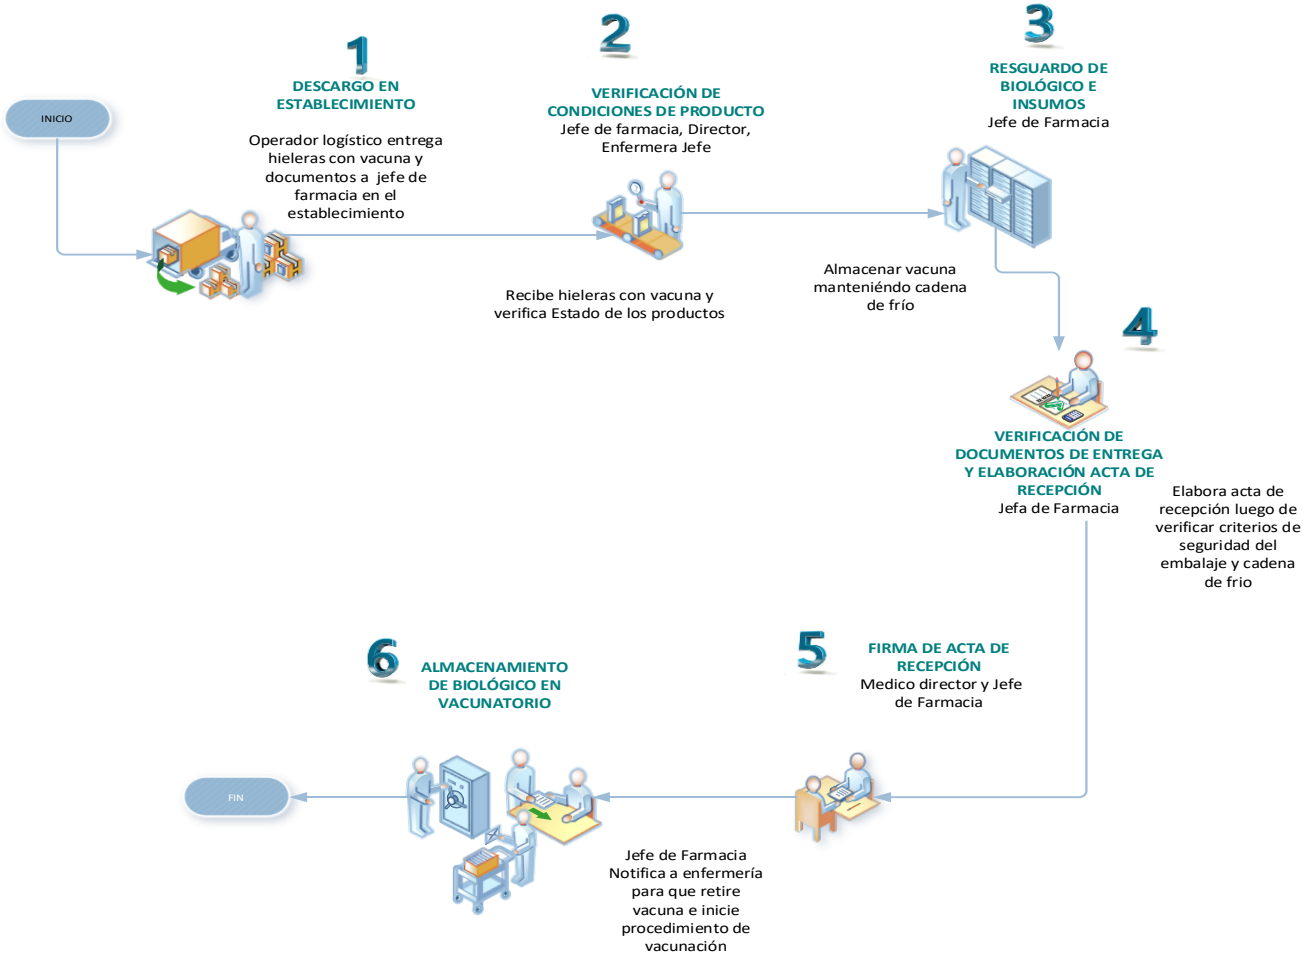 INICIO
1
DESCARGO EN
ESTABLECIMIENTO
Operador logístico entrega
hieleras con vacuna y
documentos a jefe de
farmacia en el
establecimiento
2
VERIFICACIÓN DE
CONDICIONES DE PRODUCTO
Jefe de farmacia, Director,
Enfermera Jefe
Recibe hieleras con vacuna y
verifica Estado de los productos
3
RESGUARDO DE
BIOLÓGICO E
INSUMOS
Jefe de Farmacia
Almacenar vacuna
manteniéndo cadena
de frío
4
VERIFICACIÓN DE
DOCUMENTOS DE ENTREGA
Y ELABORACIÓN ACTA DE
RECEPCIÓN
Jefa de Farmacia
Elabora acta de
recepción luego de
verificar criterios de
seguridad del
embalaje y cadena
de frio
5
FIRMA DE ACTA DE
RECEPCIÓN
Medico director y Jefe
de Farmacia
6
ALMACENAMIENTO
DE BIOLÓGICO EN
VACUNATORIO
Jefe de Farmacia
Notifica a enfermería
para que retire
vacuna e inicie
procedimiento de
vacunación
FIN